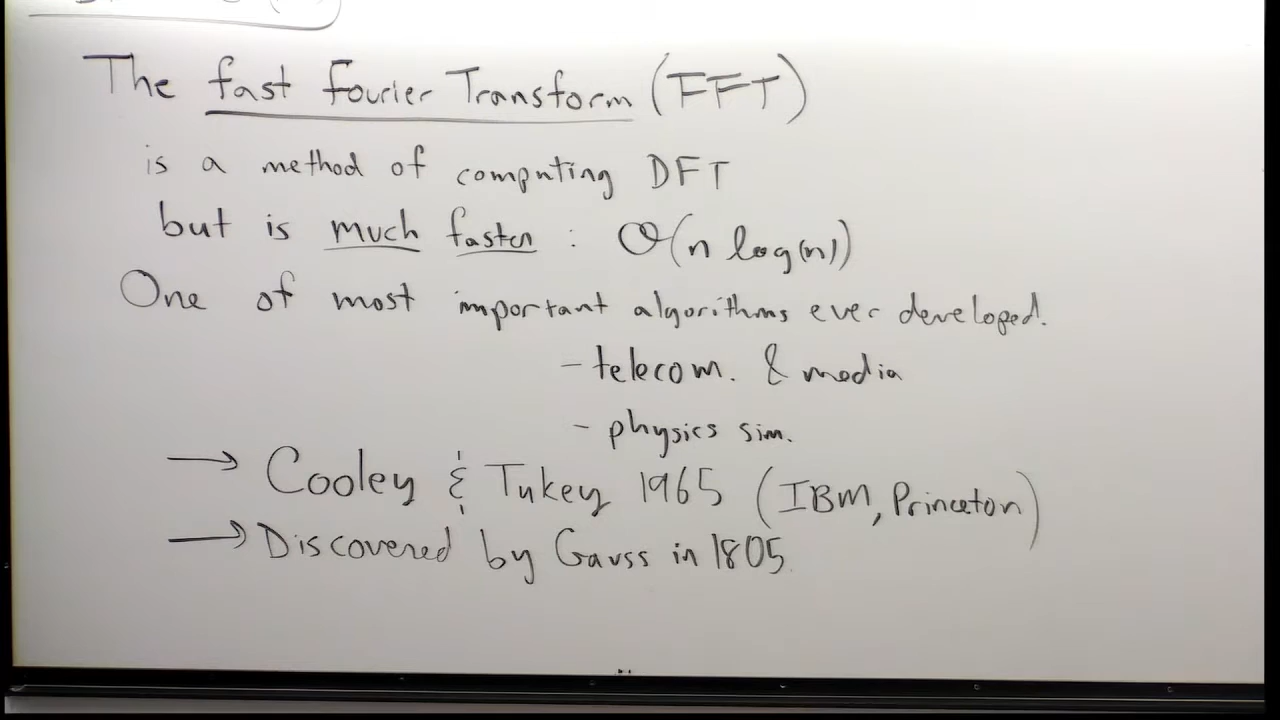 The fast Fourier Transform (FFT)
is a method of computing DFT
but is much faster : O(n log(n))
One of most important algorithms ever developed.
- telecom. & media
- physics sim.
→ Cooley & Tukey 1965 (IBM, Princeton)
→ Discovered by Gauss in 1805